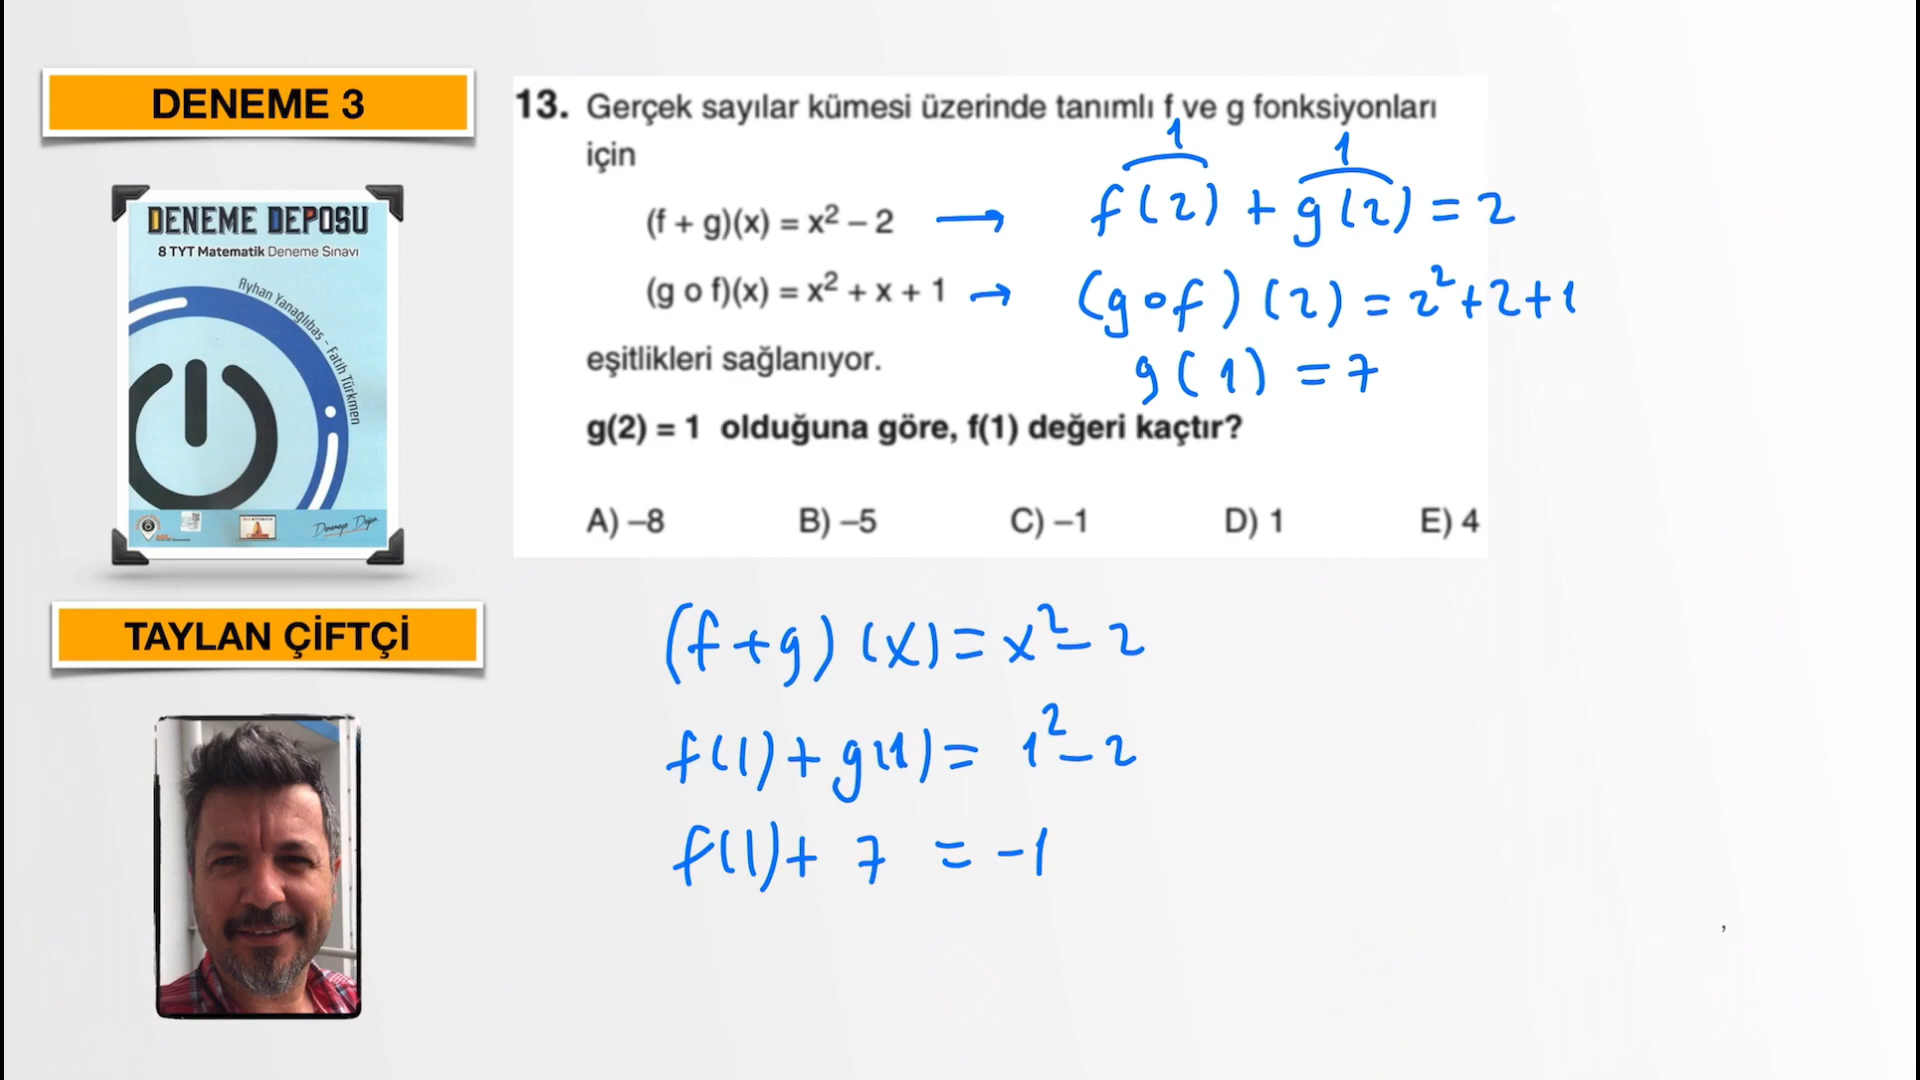 DENEME 3
DENEME DEPOSU
8 TYT Matematik Deneme Sınavı
Ayhan Yanağlıbaş - Fatih Türkmen
Denemeye Değer
TAYLAN ÇİFTÇİ
13. Gerçek sayılar kümesi üzerinde tanımlı f ve g fonksiyonları
için
(f + g)(x) = x² – 2 → f(2) + g(2) = 2
1 1
(g o f)(x) = x² + x + 1 → (gof)(2) = 2²+2+1
eşitlikleri sağlanıyor. g(1) = 7
g(2) = 1 olduğuna göre, f(1) değeri kaçtır?
A) –8 B) –5 C) –1 D) 1 E) 4
(f+g)(x) = x²-2
f(1)+g(1) = 1²-2
f(1)+ 7 = -1
,